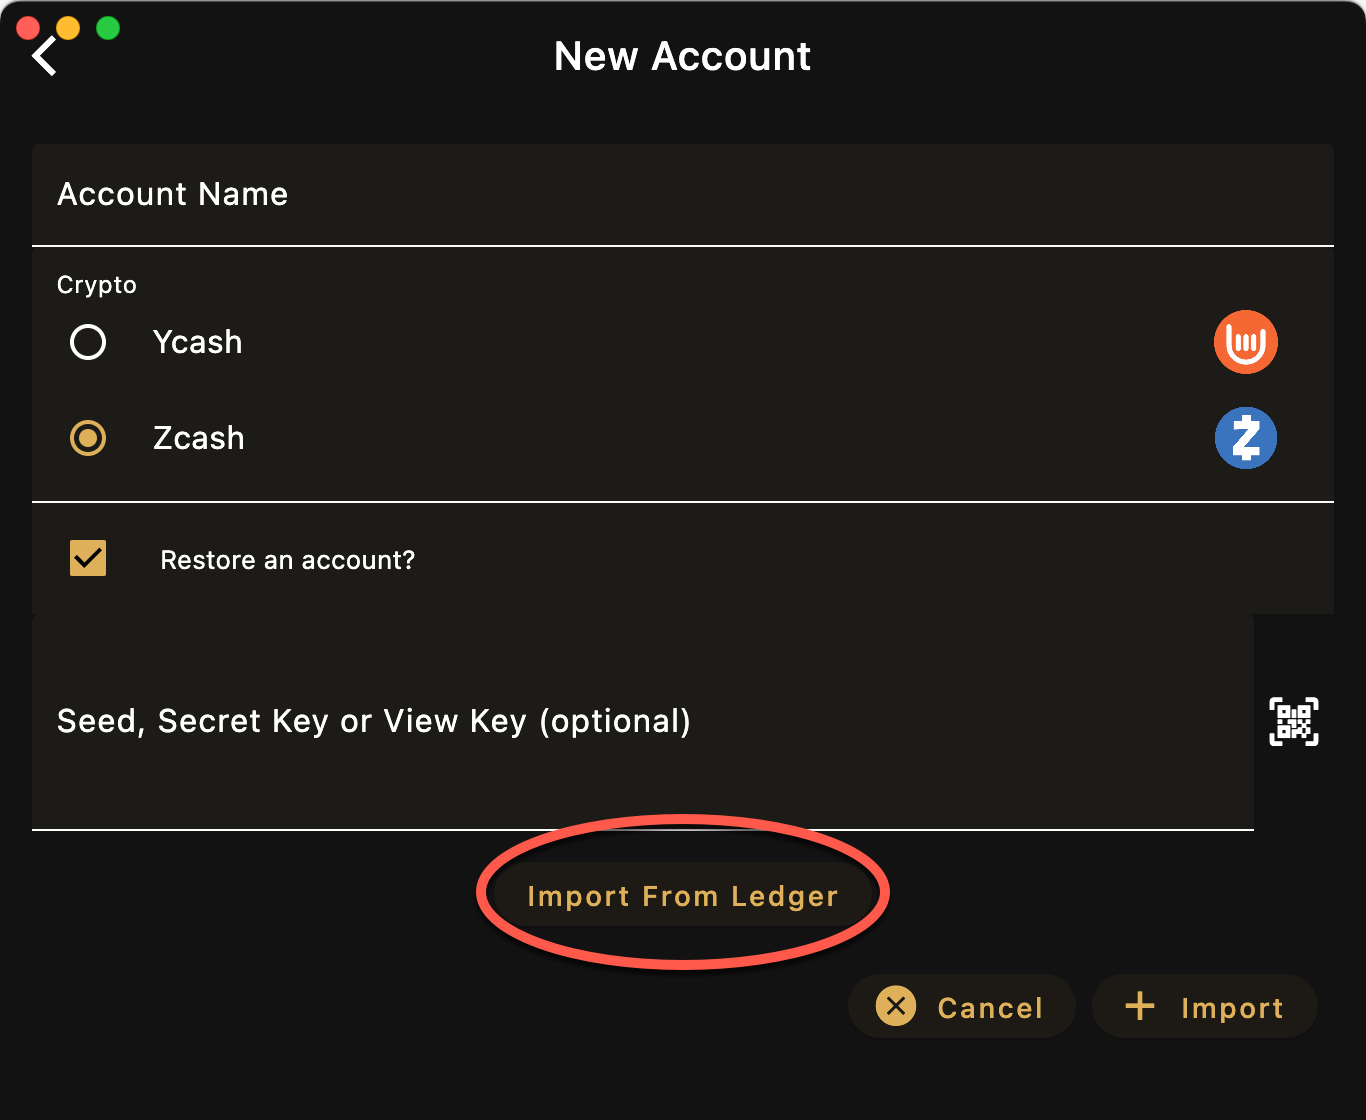 New Account
Account Name
Crypto
Ycash
Zcash
Restore an account?
Seed, Secret Key or View Key (optional)
Import From Ledger
Cancel
Import